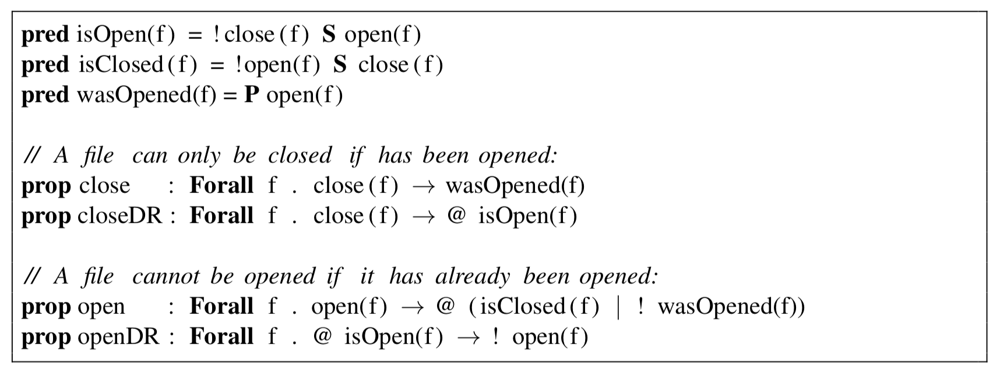 pred isOpen(f) = !close(f) S open(f)
pred isClosed(f) = !open(f) S close(f)
pred wasOpened(f) = P open(f)
// A file can only be closed if has been opened:
prop close : Forall f . close(f) → wasOpened(f)
prop closeDR : Forall f . close(f) → @ isOpen(f)
// A file cannot be opened if it has already been opened:
prop open : Forall f . open(f) → @ (isClosed(f) | ! wasOpened(f))
prop openDR : Forall f . @ isOpen(f) → ! open(f)